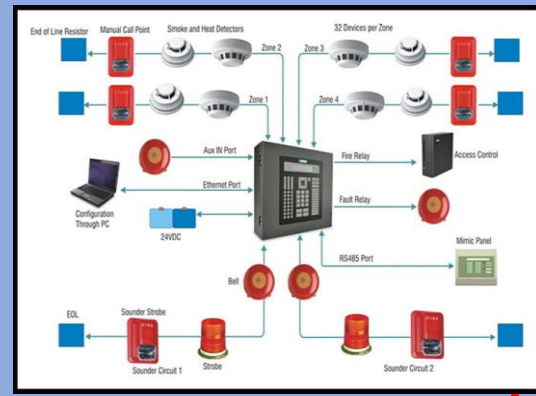 End of Line Resistor
Manual Call Point
Smoke and Heat Detectors
32 Devices per Zone
Zone 2
Zone 3
Zone 1
Zone 4
Aux IN Port
Fire Relay
Access Control
Ethernet Port
Configuration
Through PC
Fault Relay
24VDC
Mimic Panel
RS485 Port
Bell
EOL
Sounder Strobe
FIRE
Strobe
Sounder Circuit 1
Sounder Circuit 2